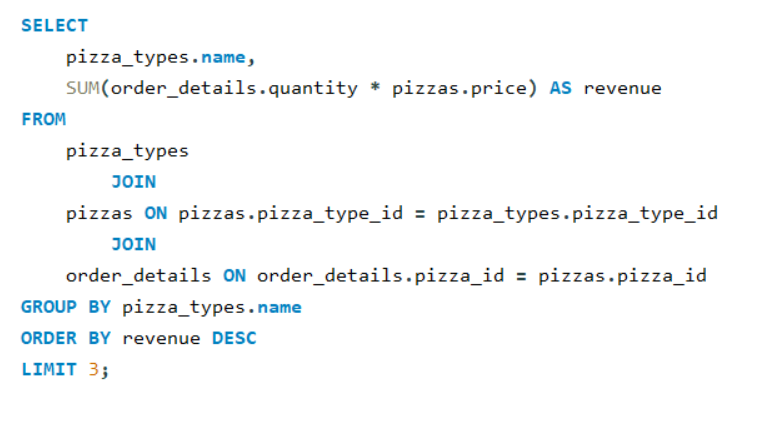 SELECT
    pizza_types.name,
    SUM(order_details.quantity * pizzas.price) AS revenue
FROM
    pizza_types
        JOIN
    pizzas ON pizzas.pizza_type_id = pizza_types.pizza_type_id
        JOIN
    order_details ON order_details.pizza_id = pizzas.pizza_id
GROUP BY pizza_types.name
ORDER BY revenue DESC
LIMIT 3;